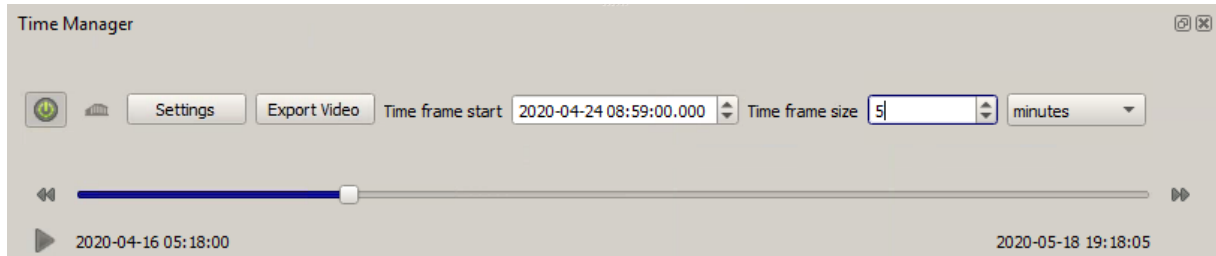 Time Manager
Settings Export Video Time frame start 2020-04-24 08:59:00.000 Time frame size 5 minutes
2020-04-16 05:18:00 2020-05-18 19:18:05